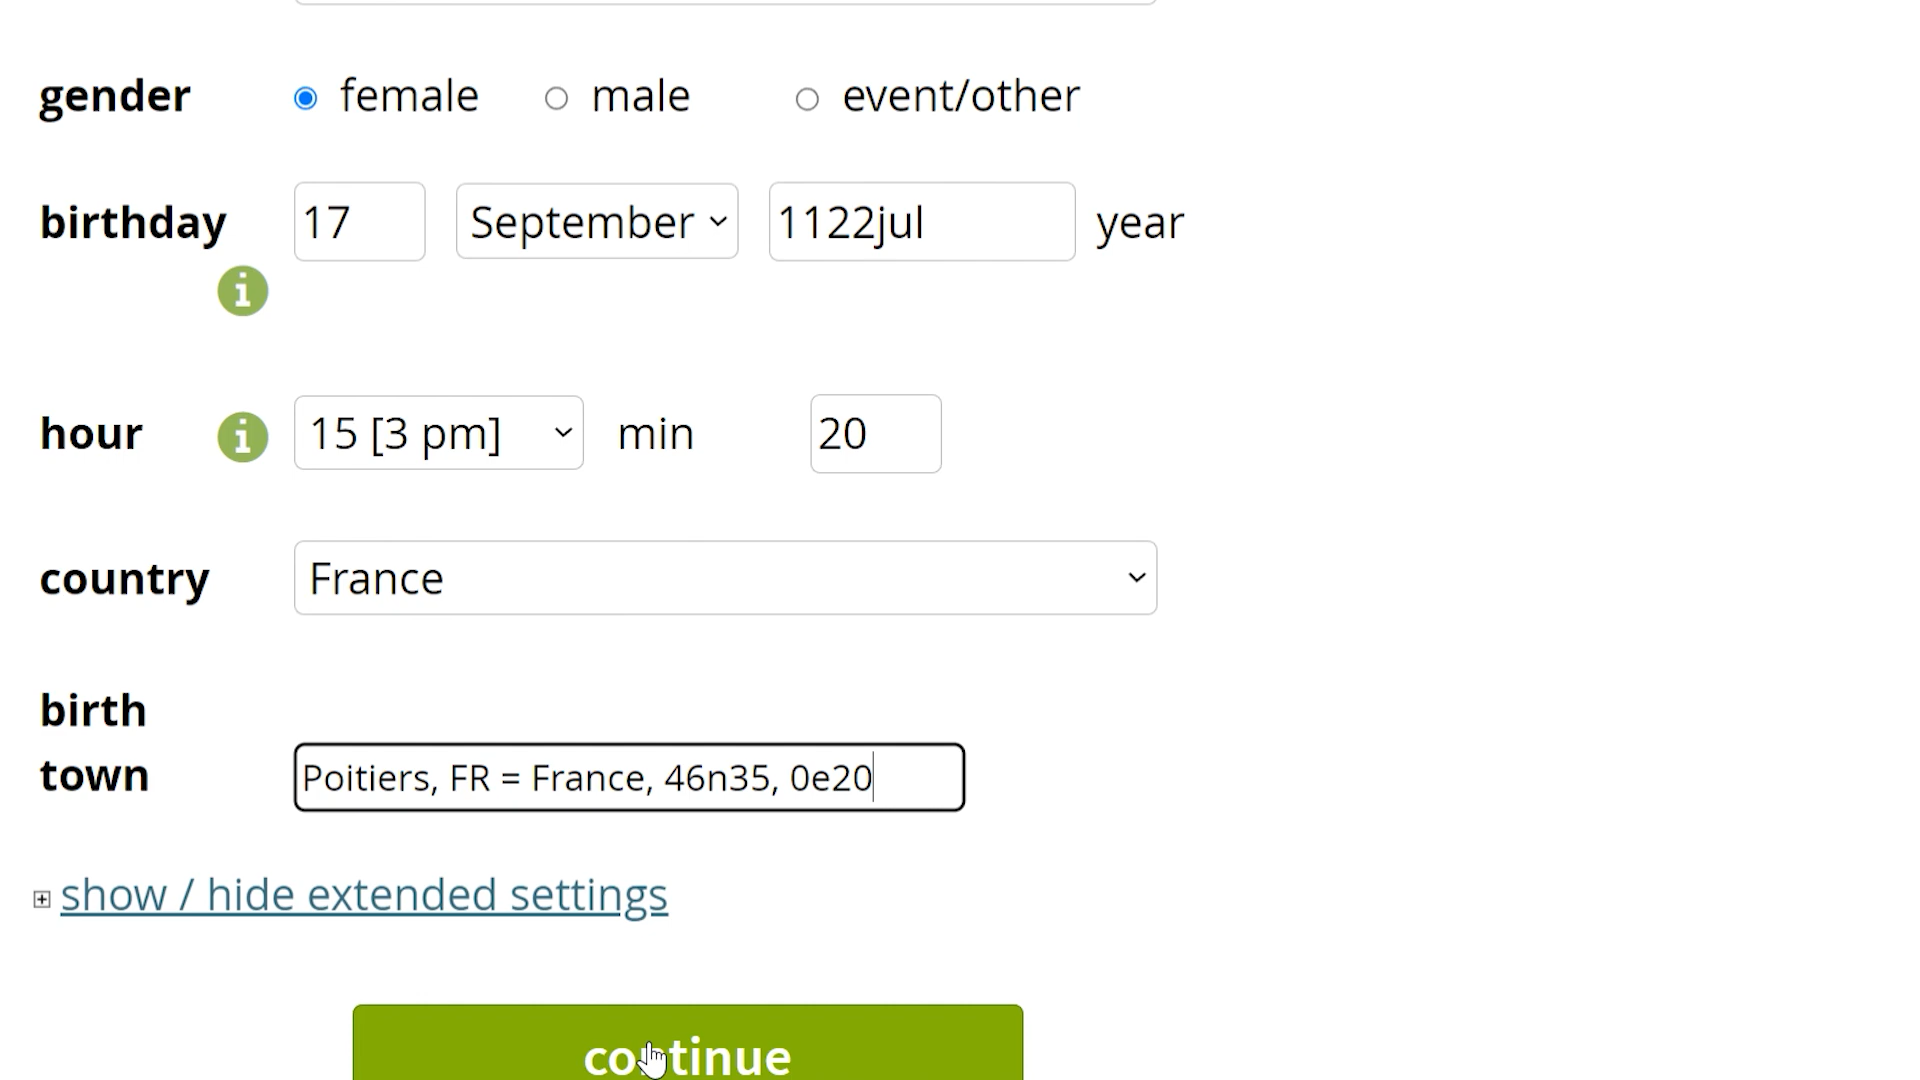 gender female male event/other
birthday 17 September 1122jul year
hour 15 [3 pm] min 20
country France
birth
town Poitiers, FR = France, 46n35, 0e20
show / hide extended settings
continue